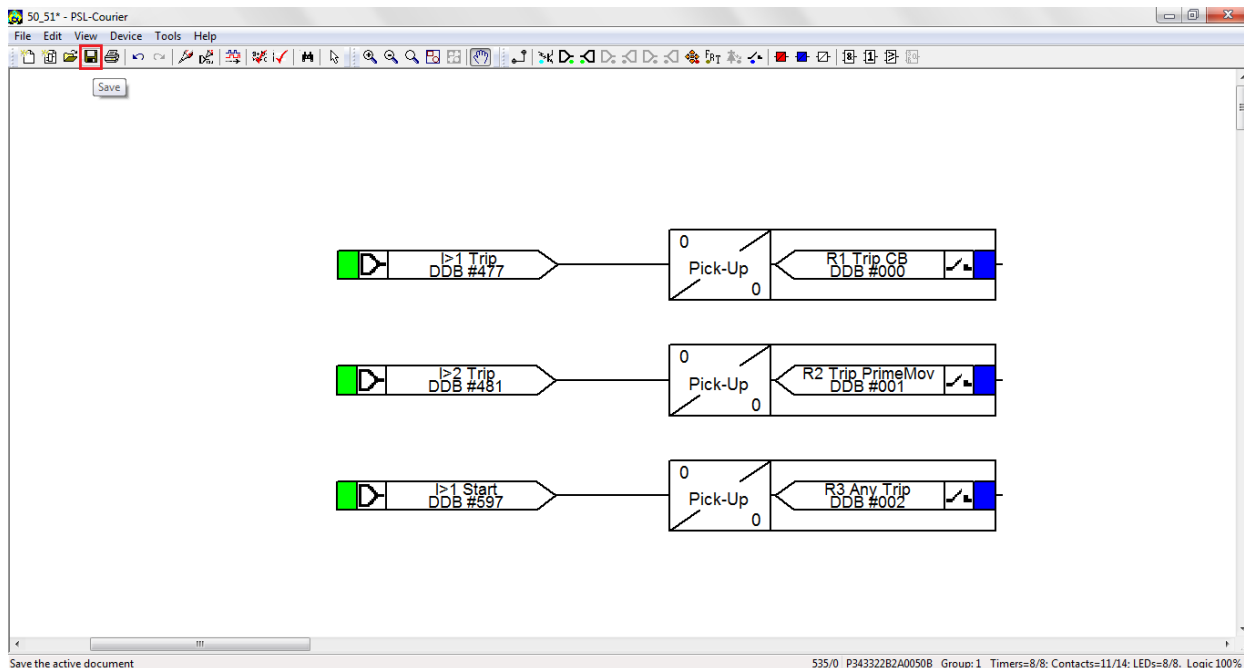 50_51* - PSL-Courier
File Edit View Device Tools Help
Save
I>1 Trip
DDB #477
0
Pick-Up
0
R1 Trip CB
DDB #000
I>2 Trip
DDB #481
0
Pick-Up
0
R2 Trip PrimeMov
DDB #001
I>1 Start
DDB #597
0
Pick-Up
0
R3 Any Trip
DDB #002
Save the active document
535/0 P343322B2A0050B Group: 1 Timers=8/8: Contacts=11/14: LEDs=8/8. Logic 100%